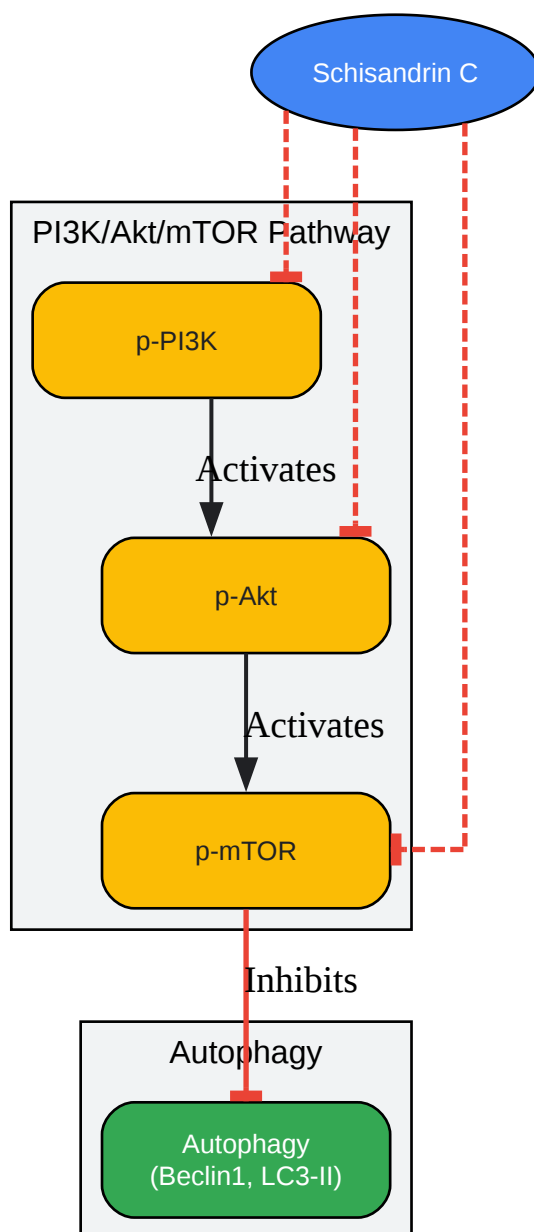 Schisandrin C
PI3K/Akt/mTOR Pathway
p-PI3K
Activates
p-Akt
Activates
p-mTOR
Inhibits
Autophagy
Autophagy
(Beclin1, LC3-II)